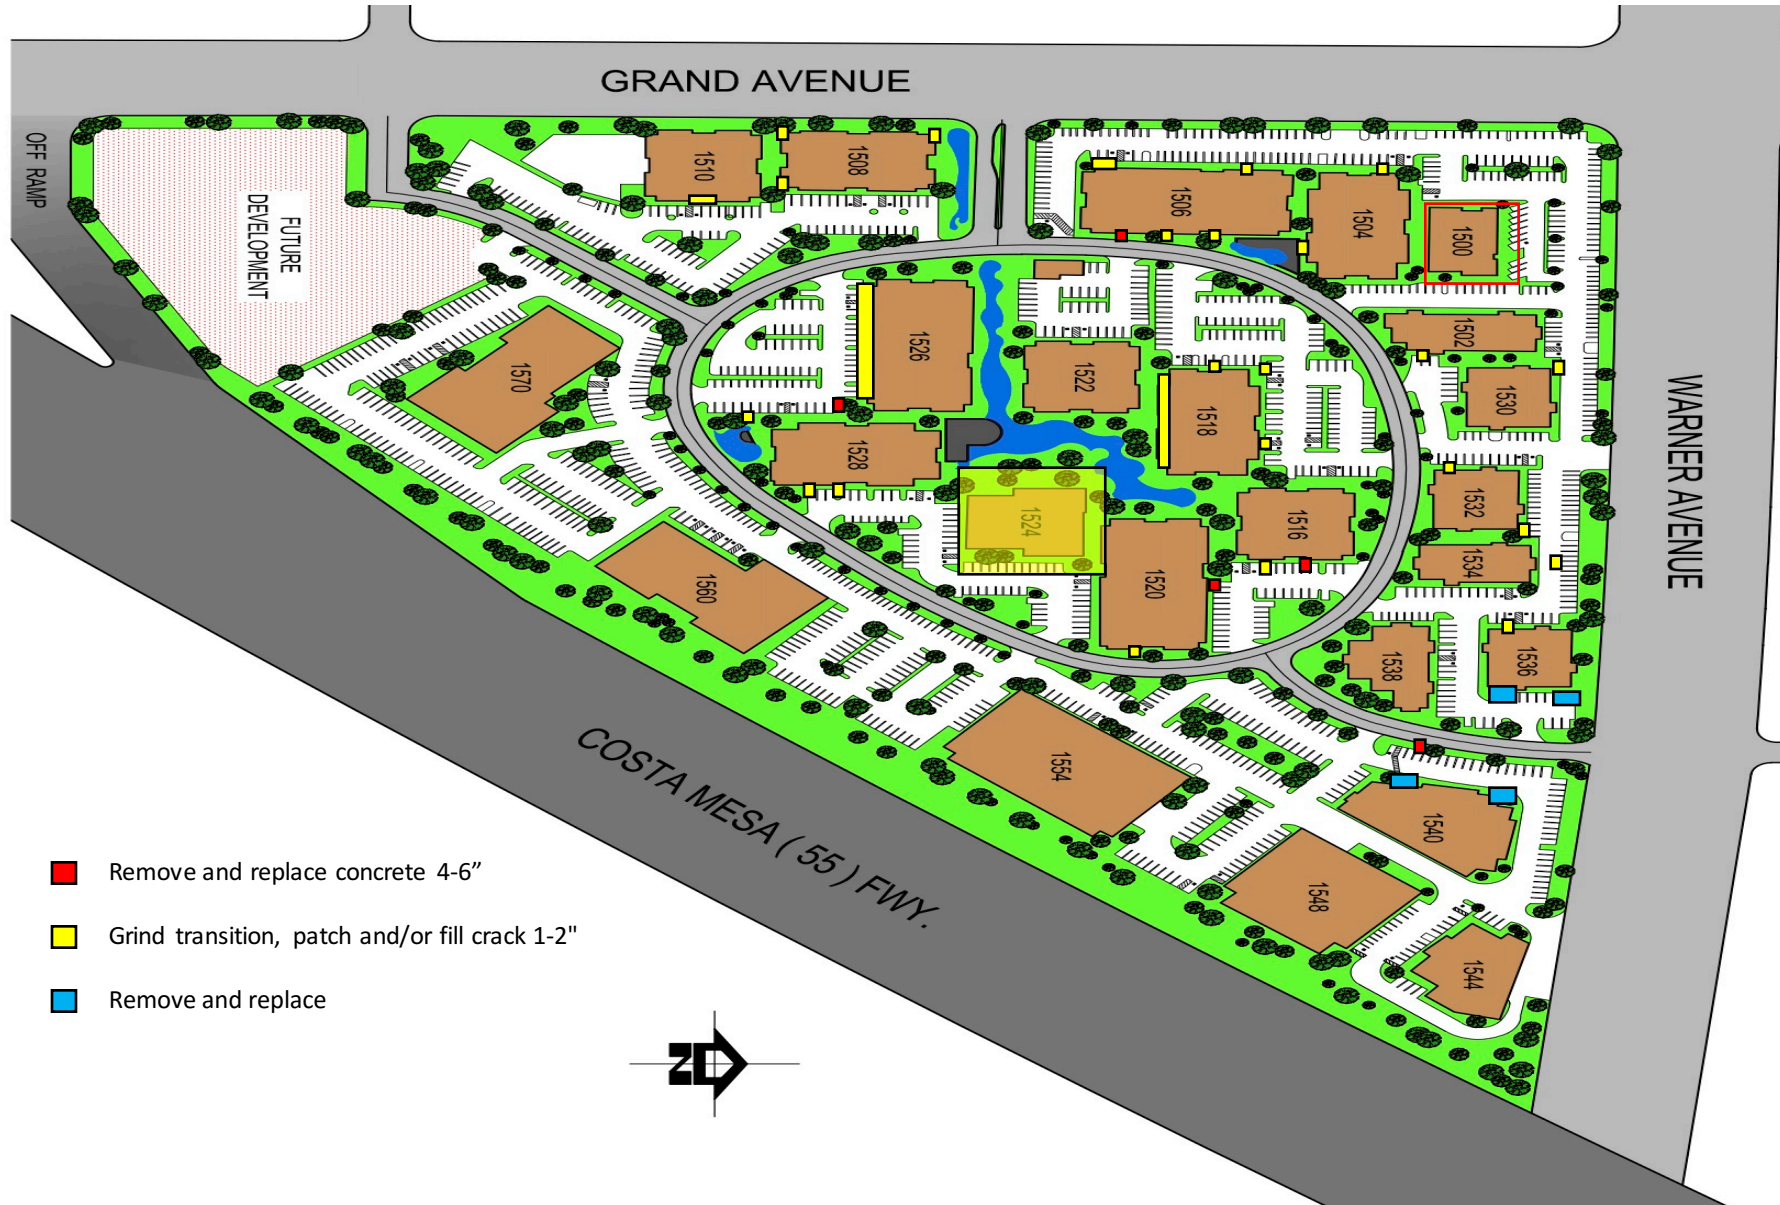 GRAND AVENUE
OFF RAMP
FUTURE
DEVELOPMENT
1510
1508
1506
1504
1500
1502
1530
1526
1522
1518
1528
1524
1520
1516
1532
1534
1538
1536
1570
1560
1554
1540
1548
1544
WARNER AVENUE
COSTA MESA ( 55 ) FWY.
Remove and replace concrete 4-6”
Grind transition, patch and/or fill crack 1-2"
Remove and replace
N